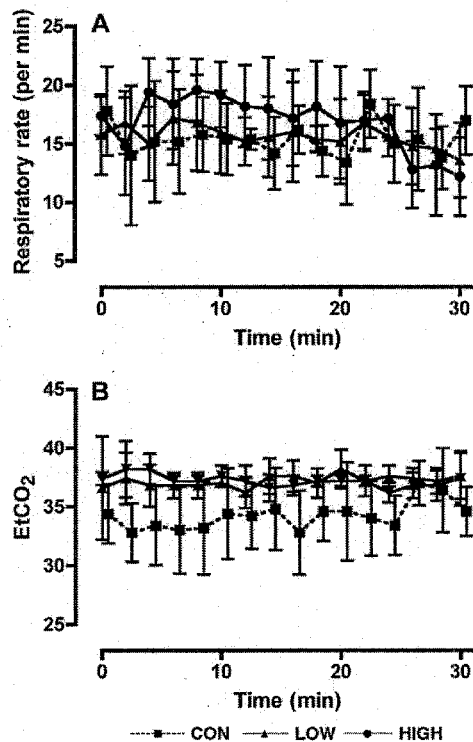 A
Respiratory rate (per min)
25
20
15
10
5
0
10
20
30
Time (min)
B
EtCO₂
45
40
35
30
25
0
10
20
30
Time (min)
CON LOW HIGH